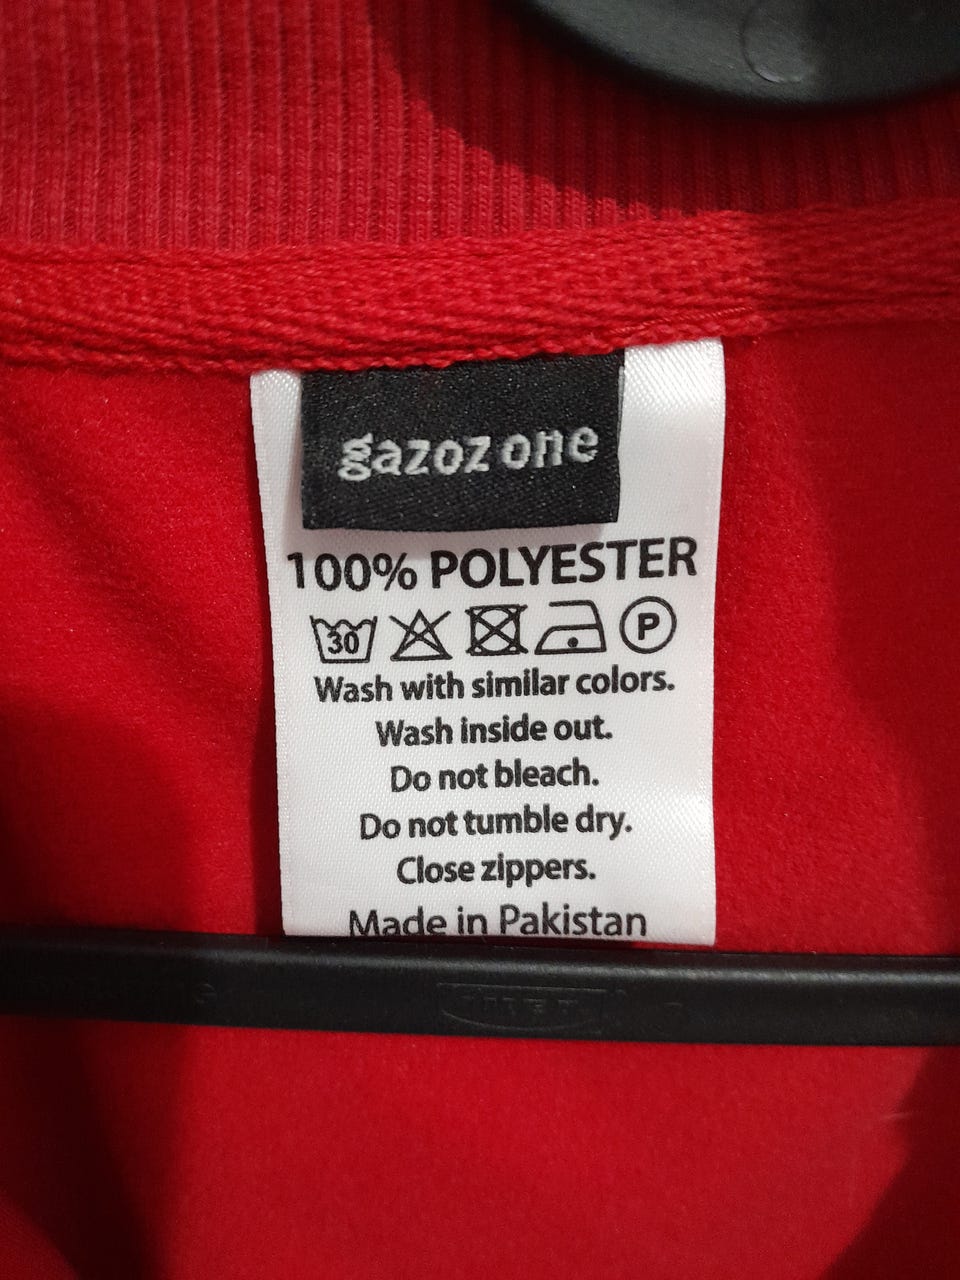 gazoz one
100% POLYESTER
30 P
Wash with similar colors.
Wash inside out.
Do not bleach.
Do not tumble dry.
Close zippers.
Made in Pakistan